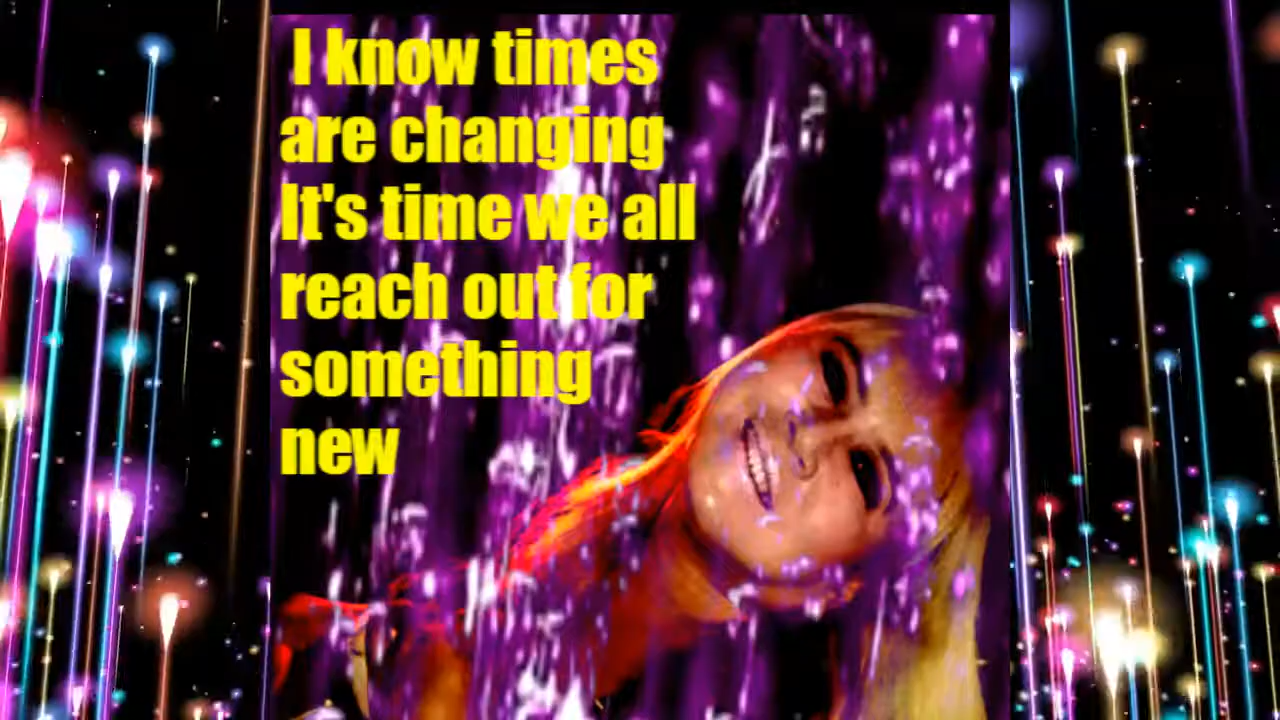 I know times
are changing
It's time we all
reach out for
something
new